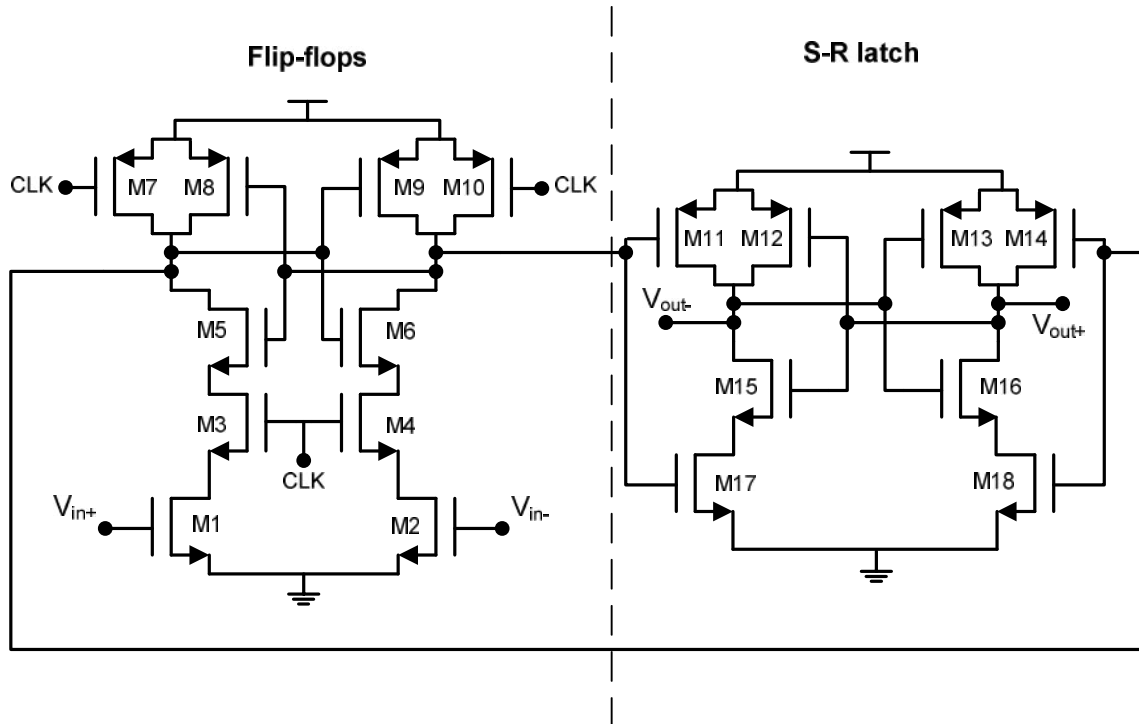 Flip-flops
S-R latch
CLK
M7
M8
M9
M10
CLK
M11
M12
M13
M14
Vout-
Vout+
M5
M6
M15
M16
M3
M4
CLK
M17
M18
Vin+
M1
M2
Vin-